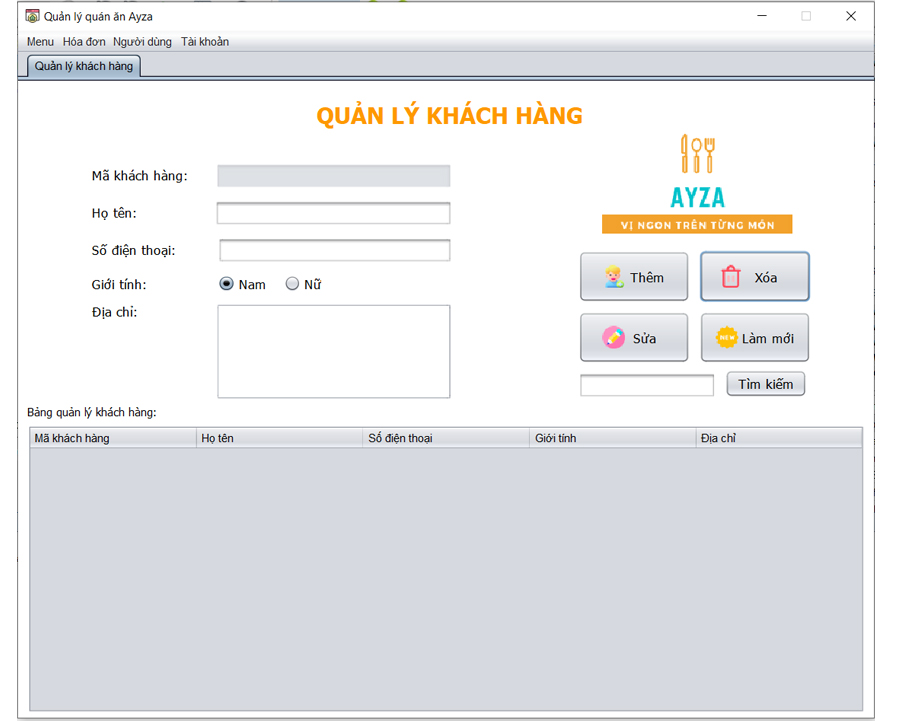 Quản lý quán ăn Ayza
Menu Hóa đơn Người dùng Tài khoản
Quản lý khách hàng
QUẢN LÝ KHÁCH HÀNG
Mã khách hàng:
Họ tên:
Số điện thoại:
Giới tính: Nam Nữ
Địa chỉ:
AYZA
VỊ NGON TRÊN TỪNG MÓN
Thêm Xóa
Sửa NEW Làm mới
Tìm kiếm
Bảng quản lý khách hàng:
Mã khách hàng Họ tên Số điện thoại Giới tính Địa chỉ